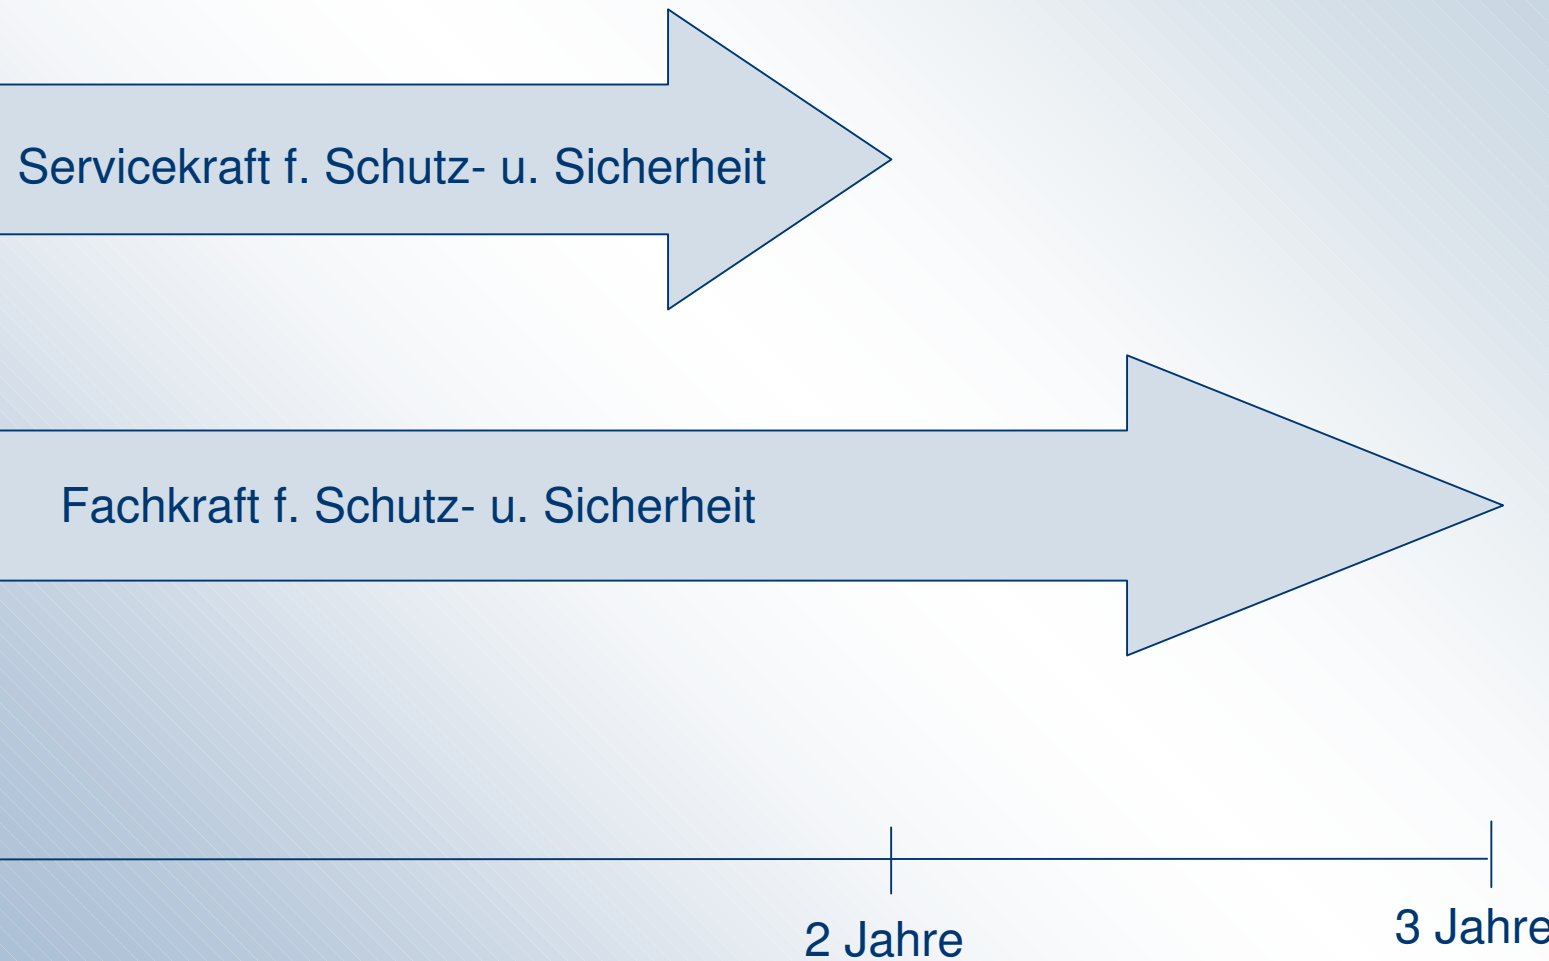 Servicekraft f. Schutz- u. Sicherheit
Fachkraft f. Schutz- u. Sicherheit
2 Jahre
3 Jahre